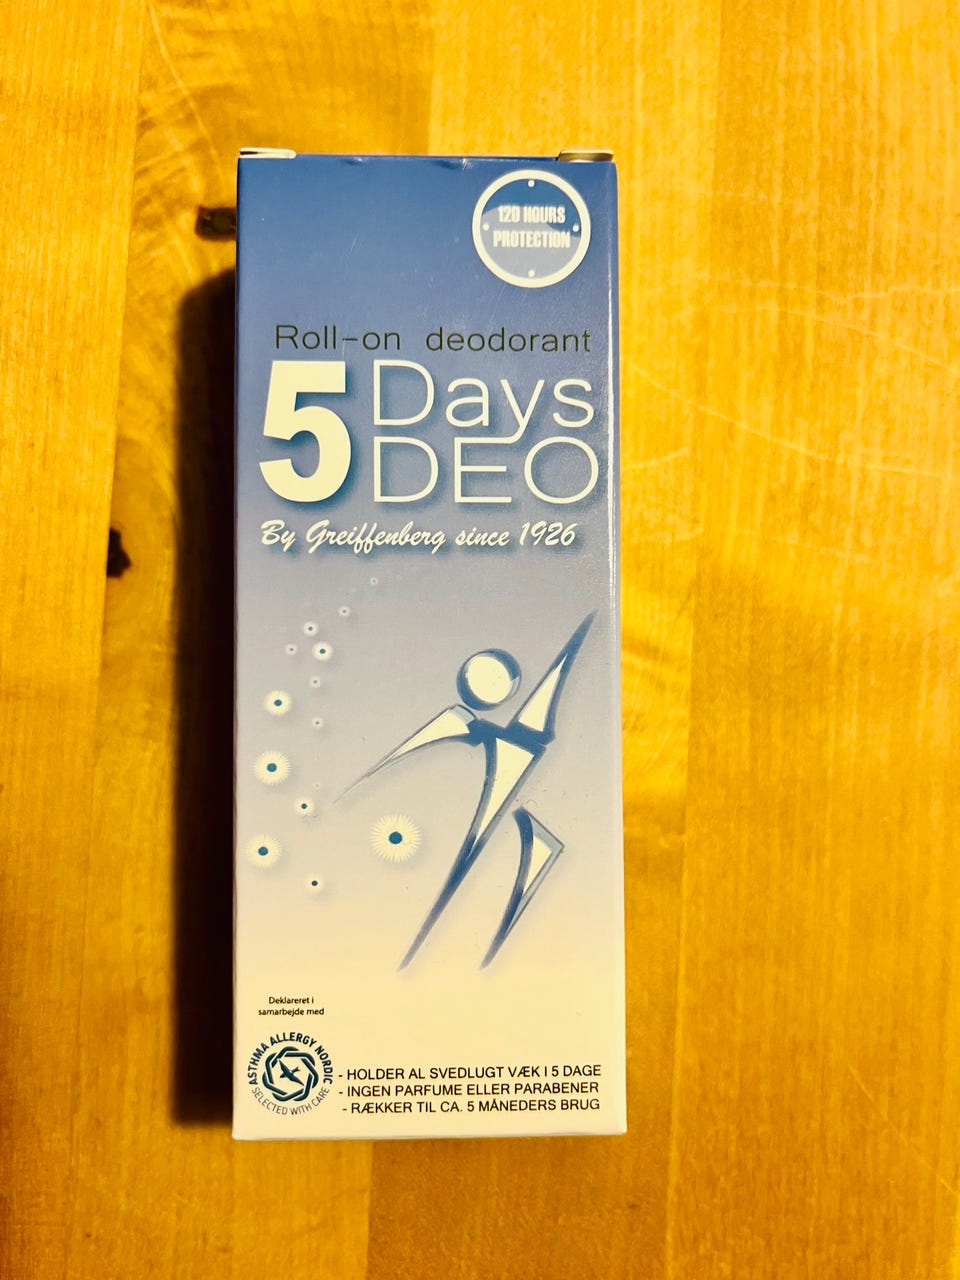 120 HOURS
PROTECTION
Roll-on deodorant
5 Days
DEO
By Greiffenberg since 1926
Deklareret i
samarbejde med
ASTHMA ALLERGY NORDIC
SELECTED WITH CARE
- HOLDER AL SVEDLUGT VÆK I 5 DAGE
- INGEN PARFUME ELLER PARABENER
- RÆKKER TIL CA. 5 MÅNEDERS BRUG